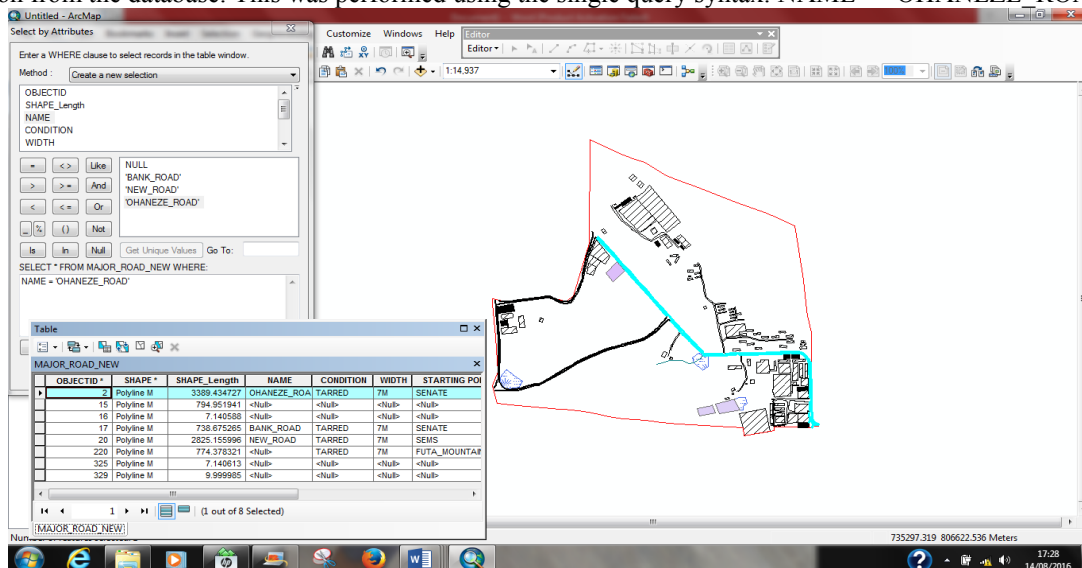 from the database. This was performed using the single query syntax: NAME
Untitled - ArcMap
Select by Attributes
Customize Windows Help Editor
Enter a WHERE clause to select records in the table window.
Editor
Method : Create a new selection
1:14,937
100%
OBJECTID
SHAPE_Length
NAME
CONDITION
WIDTH
= <> Like
> >= And
< <= Or
_ % () Not
Is In Null
NULL
'BANK_ROAD'
'NEW_ROAD'
'OHANEZE_ROAD'
Get Unique Values Go To:
SELECT * FROM MAJOR_ROAD_NEW WHERE:
NAME = 'OHANEZE_ROAD'
Table
MAJOR_ROAD_NEW
OBJECTID * SHAPE * SHAPE_Length NAME CONDITION WIDTH STARTING POI
2 Polyline M 3389.434727 OHANEZE_ROA TARRED 7M SENATE
15 Polyline M 794.951941 <Null> <Null> <Null> <Null>
16 Polyline M 7.140588 <Null> <Null> <Null> <Null>
17 Polyline M 738.675265 BANK_ROAD TARRED 7M SENATE
20 Polyline M 2825.155996 NEW_ROAD TARRED 7M SEMS
220 Polyline M 774.378321 <Null> TARRED 7M FUTA_MOUNTAIN
325 Polyline M 7.140613 <Null> <Null> <Null> <Null>
329 Polyline M 9.999985 <Null> <Null> <Null> <Null>
1 (1 out of 8 Selected)
MAJOR_ROAD_NEW
735297.319 806622.536 Meters
17:28
14/08/2016